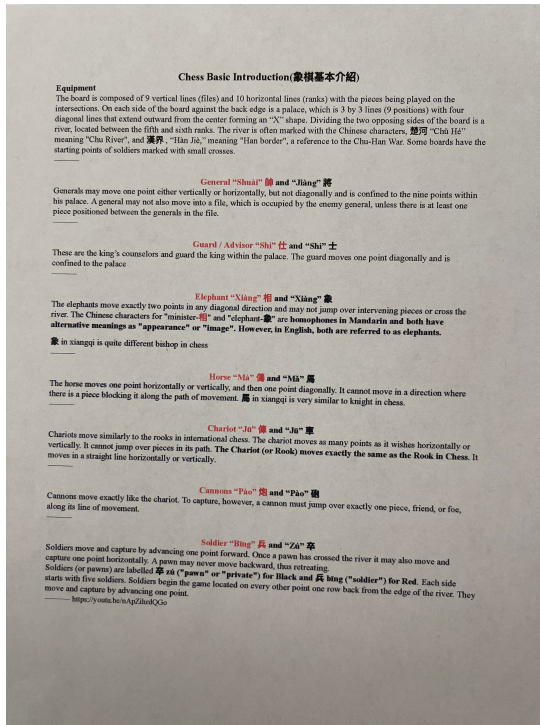 Chess Basic Introduction(象棋基本介紹)
Equipment
The board is composed of 9 vertical lines (files) and 10 horizontal lines (ranks) with the pieces being played on the
intersections. On each side of the board against the back edge is a palace, which is 3 by 3 lines (9 positions) with four
diagonal lines that extend outward from the center forming an “X” shape. Dividing the two opposing sides of the board is a
river, located between the fifth and sixth ranks. The river is often marked with the Chinese characters, 楚河 “Chǔ Hé”
meaning "Chu River", and 漢界, “Hàn Jiè,” meaning "Han border", a reference to the Chu-Han War. Some boards have the
starting points of soldiers marked with small crosses.
General “Shuài” 帥 and “Jiàng” 將
Generals may move one point either vertically or horizontally, but not diagonally and is confined to the nine points within
his palace. A general may not also move into a file, which is occupied by the enemy general, unless there is at least one
piece positioned between the generals in the file.
Guard / Advisor “Shì” 仕 and “Shì” 士
These are the king’s counselors and guard the king within the palace. The guard moves one point diagonally and is
confined to the palace
Elephant “Xiàng” 相 and “Xiàng” 象
The elephants move exactly two points in any diagonal direction and may not jump over intervening pieces or cross the
river. The Chinese characters for "minister-相" and "elephant-象" are homophones in Mandarin and both have
alternative meanings as "appearance" or "image". However, in English, both are referred to as elephants.
象 in xiangqi is quite different bishop in chess
Horse “Mà” 傌 and “Mǎ” 馬
The horse moves one point horizontally or vertically, and then one point diagonally. It cannot move in a direction where
there is a piece blocking it along the path of movement. 馬 in xiangqi is very similar to knight in chess.
Chariot “Jū” 俥 and “Jū” 車
Chariots move similarly to the rooks in international chess. The chariot moves as many points as it wishes horizontally or
vertically. It cannot jump over pieces in its path. The Chariot (or Rook) moves exactly the same as the Rook in Chess. It
moves in a straight line horizontally or vertically.
Cannons “Pào” 炮 and “Pào” 砲
Cannons move exactly like the chariot. To capture, however, a cannon must jump over exactly one piece, friend, or foe,
along its line of movement.
Soldier “Bīng” 兵 and “Zú” 卒
Soldiers move and capture by advancing one point forward. Once a pawn has crossed the river it may also move and
capture one point horizontally. A pawn may never move backward, thus retreating.
Soldiers (or pawns) are labelled 卒 zú ("pawn" or "private") for Black and 兵 bīng ("soldier") for Red. Each side
starts with five soldiers. Soldiers begin the game located on every other point one row back from the edge of the river. They
move and capture by advancing one point.
——— https://youtu.be/nApZihrdQGo